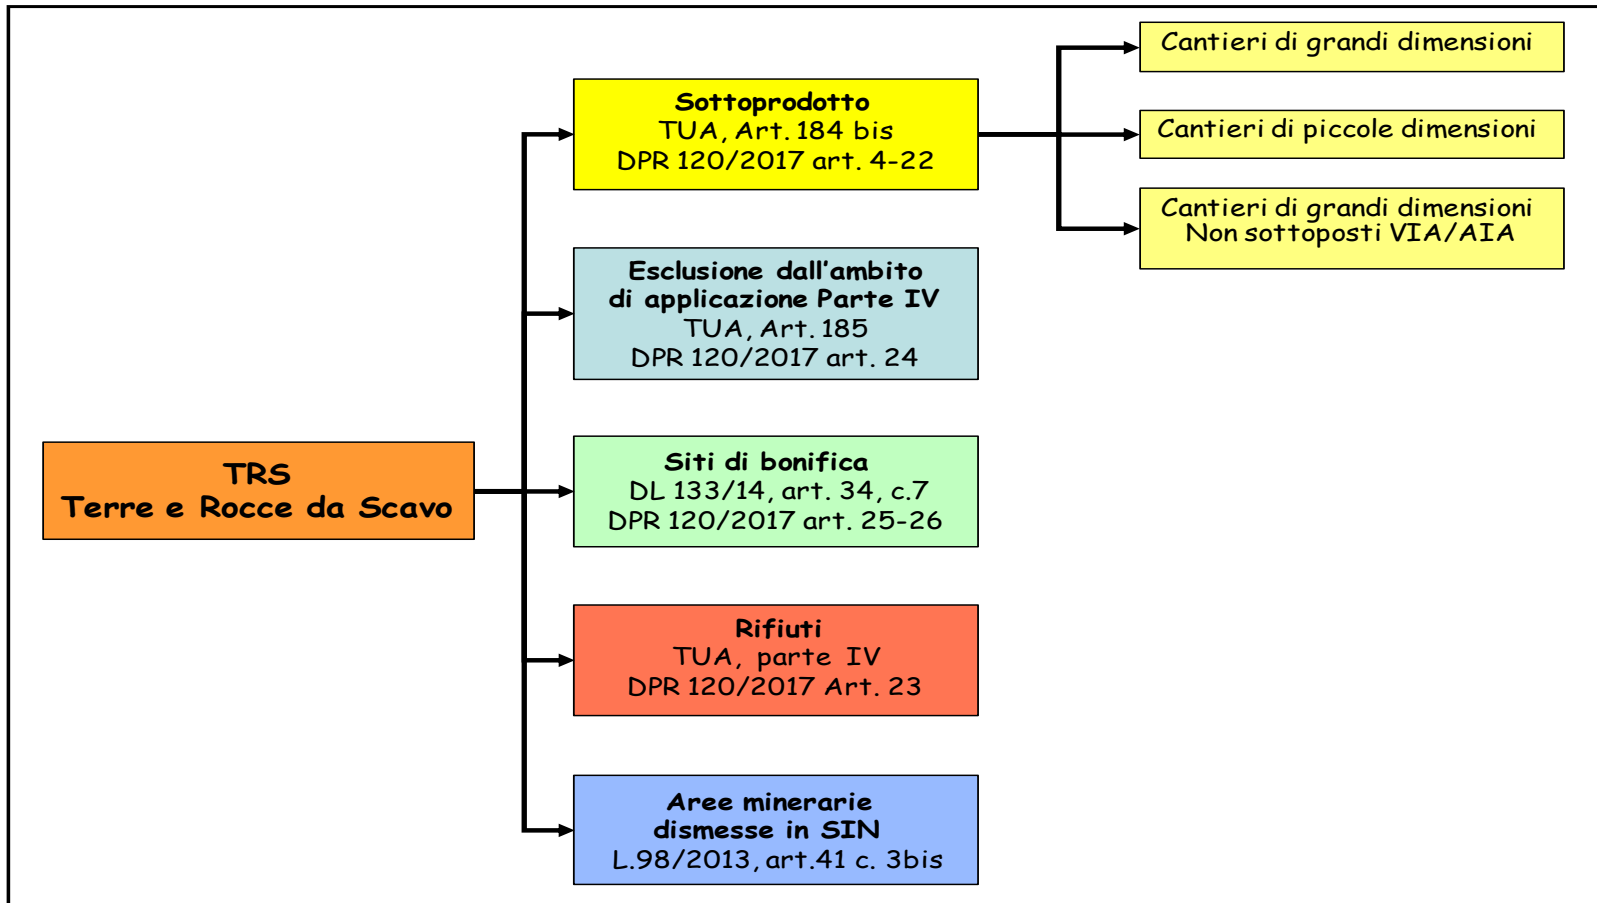 TRS
Terre e Rocce da Scavo
Sottoprodotto
TUA, Art. 184 bis
DPR 120/2017 art. 4-22
Cantieri di grandi dimensioni
Cantieri di piccole dimensioni
Cantieri di grandi dimensioni
Non sottoposti VIA/AIA
Esclusione dall'ambito
di applicazione Parte IV
TUA, Art. 185
DPR 120/2017 art. 24
Siti di bonifica
DL 133/14, art. 34, c.7
DPR 120/2017 art. 25-26
Rifiuti
TUA, parte IV
DPR 120/2017 Art. 23
Aree minerarie
dismesse in SIN
L.98/2013, art.41 c. 3bis